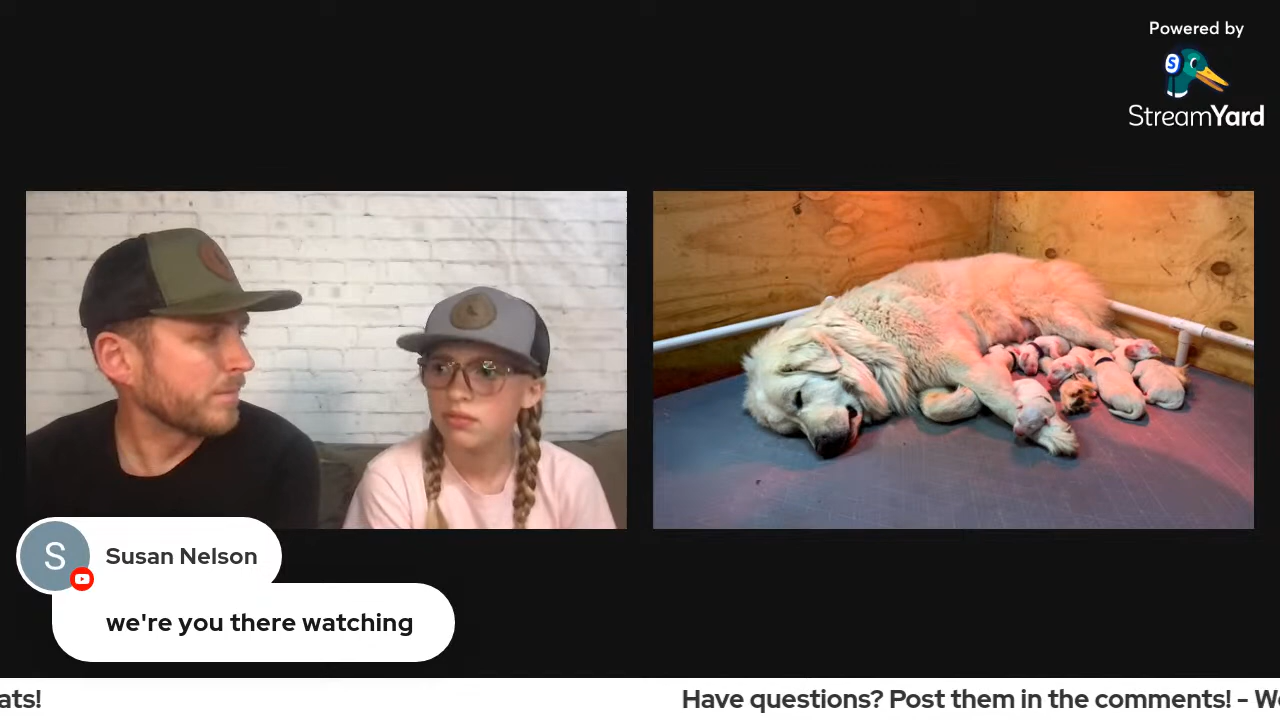 Powered by
S
StreamYard
S
Susan Nelson
we're you there watching
ats!
Have questions? Post them in the comments! - We